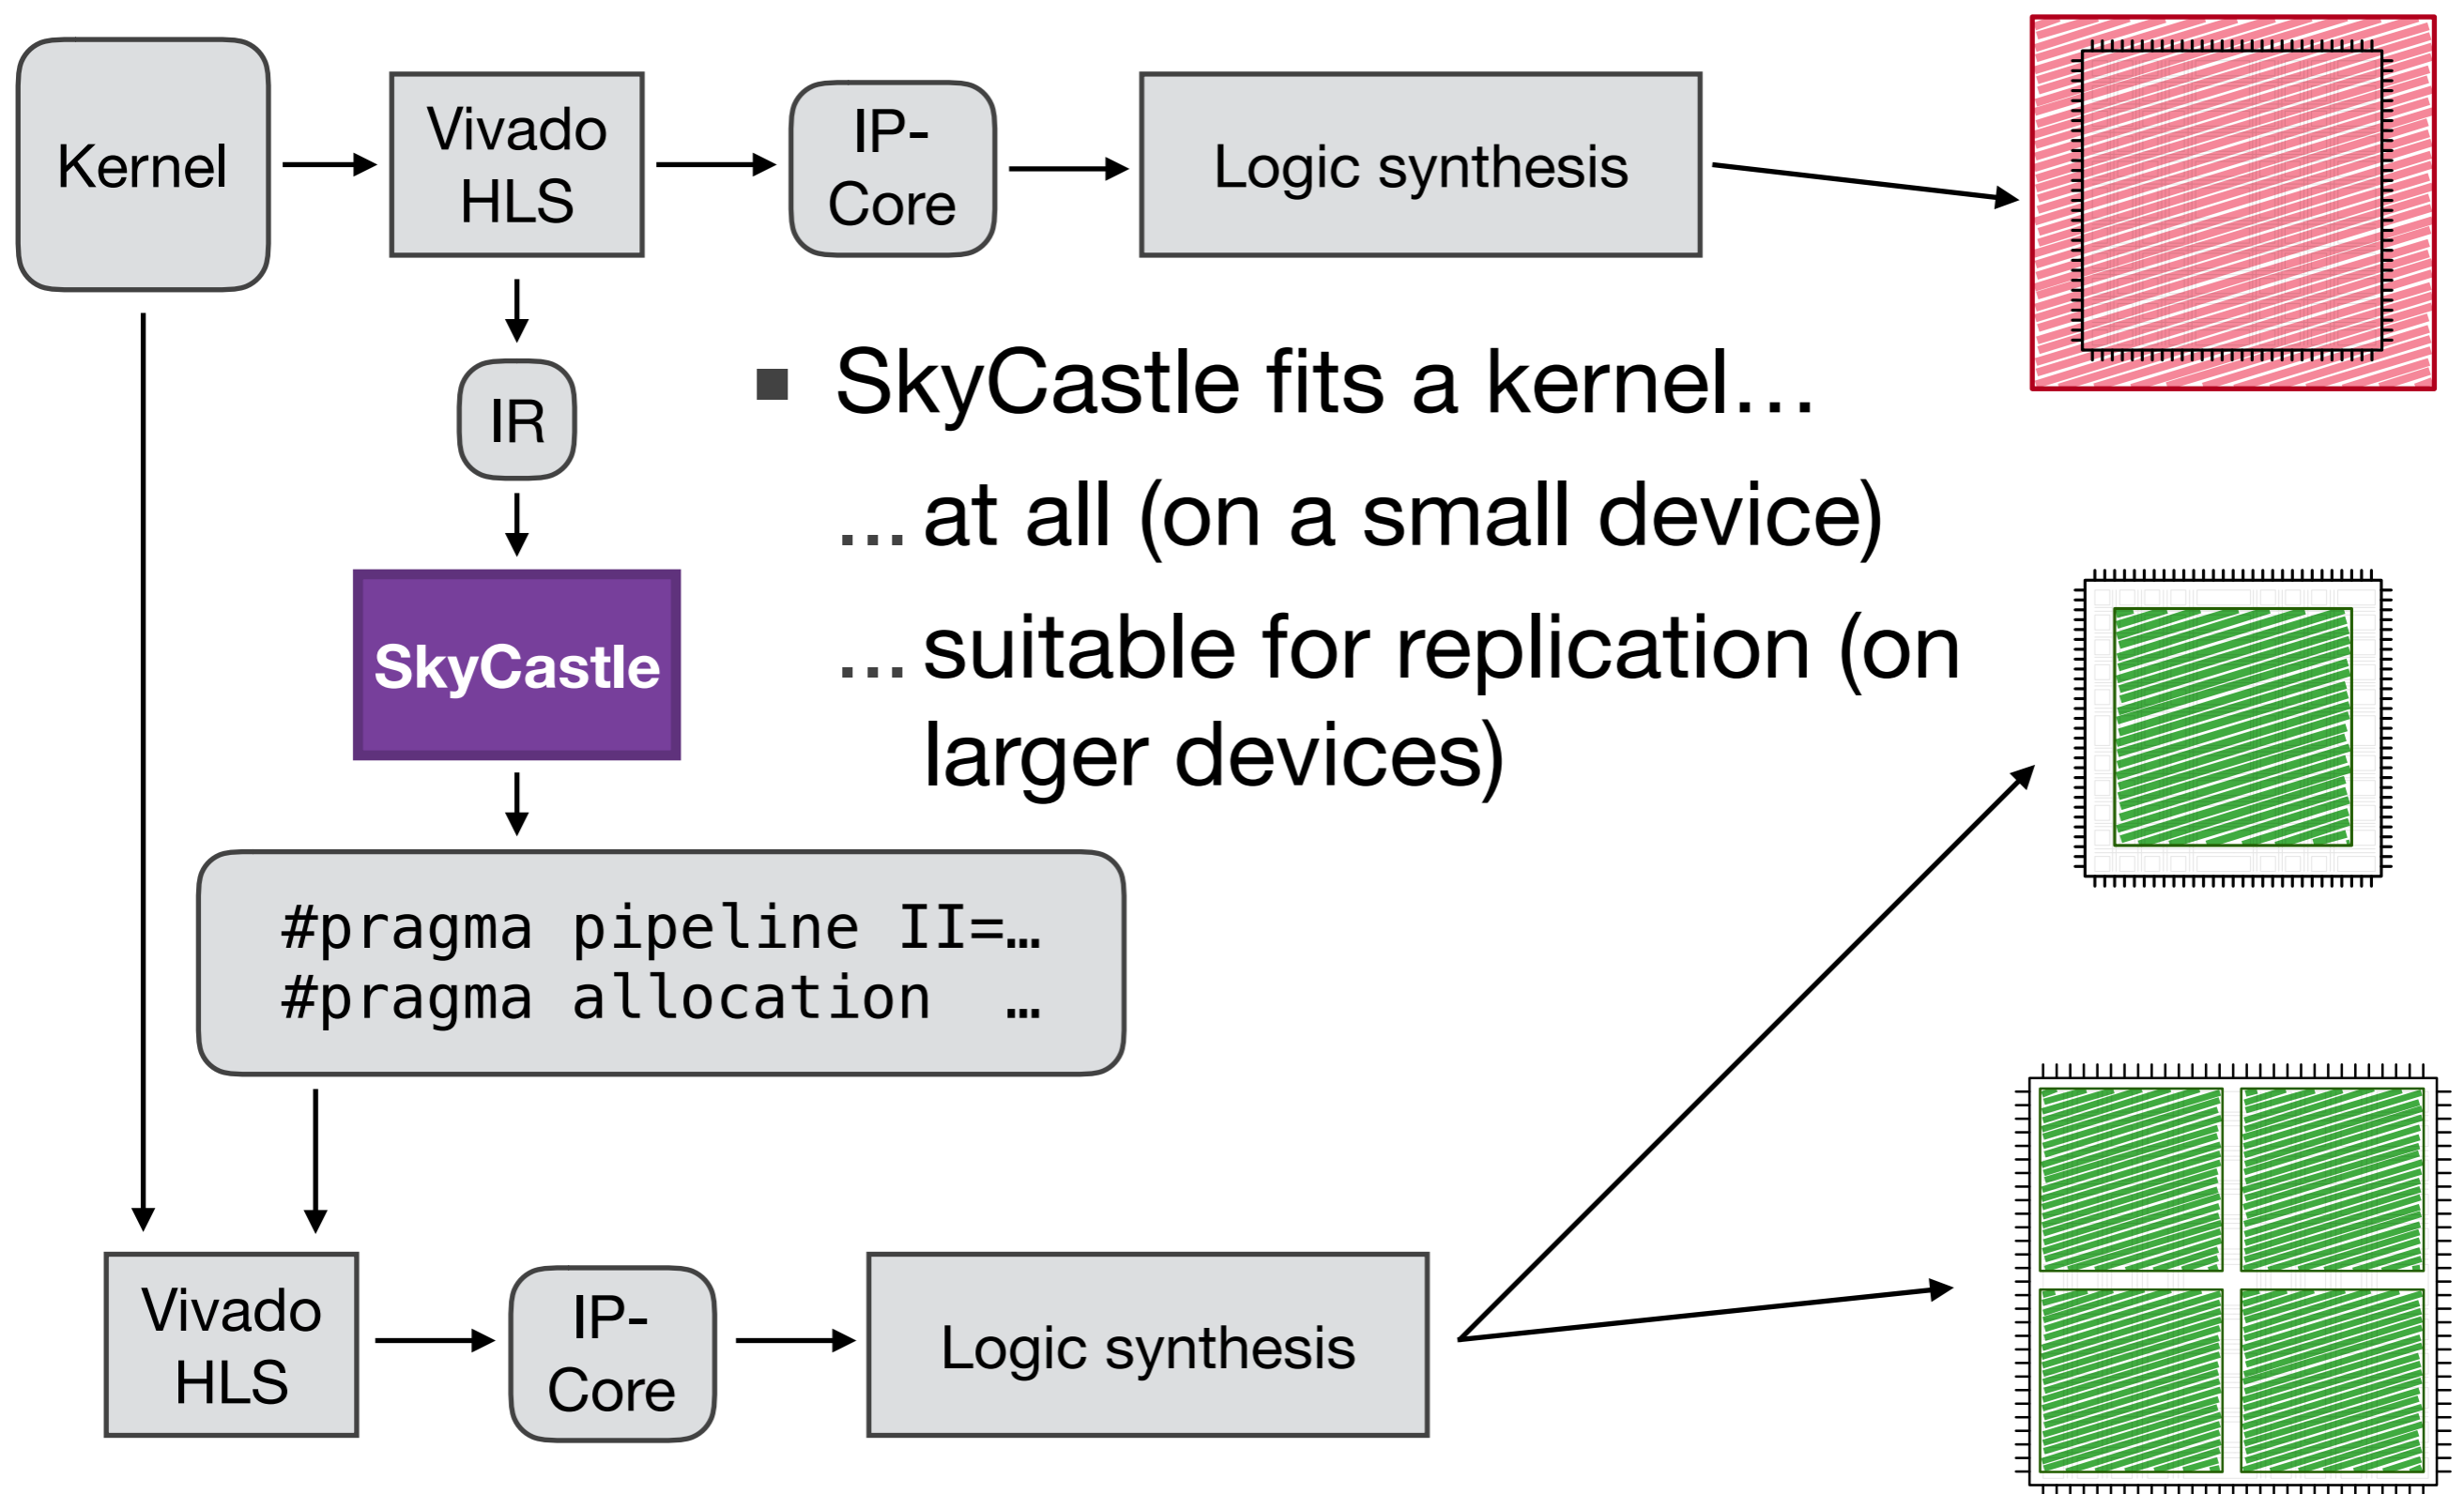 Kernel
Vivado
HLS
IP-
Core
Logic synthesis
IR
SkyCastle
▪ SkyCastle fits a kernel…
… at all (on a small device)
… suitable for replication (on
larger devices)
#pragma pipeline II=…
#pragma allocation  …
Vivado
HLS
IP-
Core
Logic synthesis